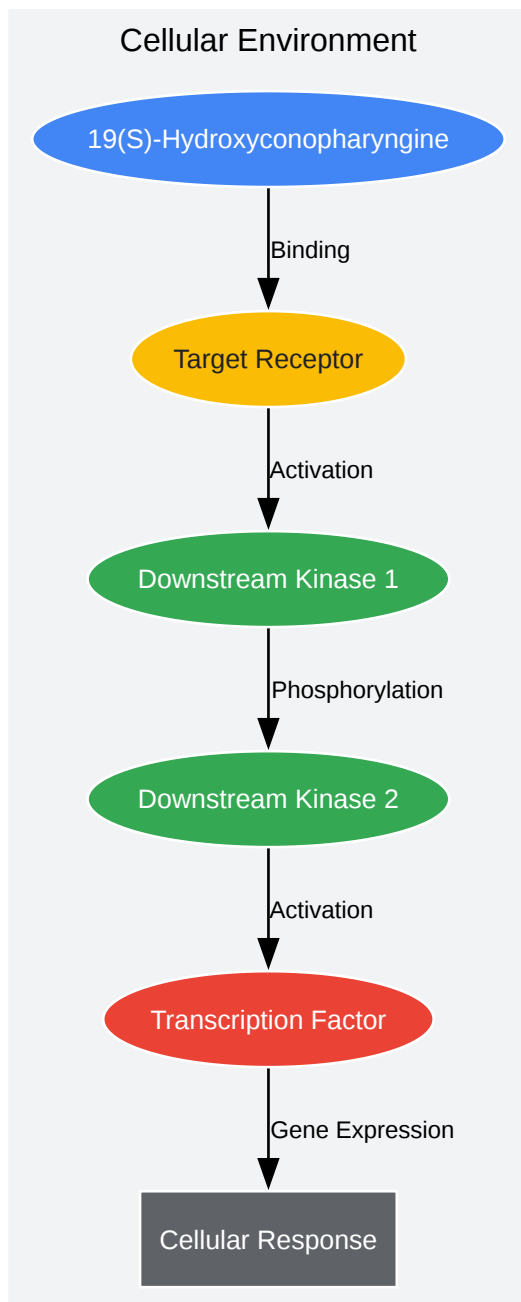 Cellular Environment
19(S)-Hydroxyconopharyngine
Binding
Target Receptor
Activation
Downstream Kinase 1
Phosphorylation
Downstream Kinase 2
Activation
Transcription Factor
Gene Expression
Cellular Response